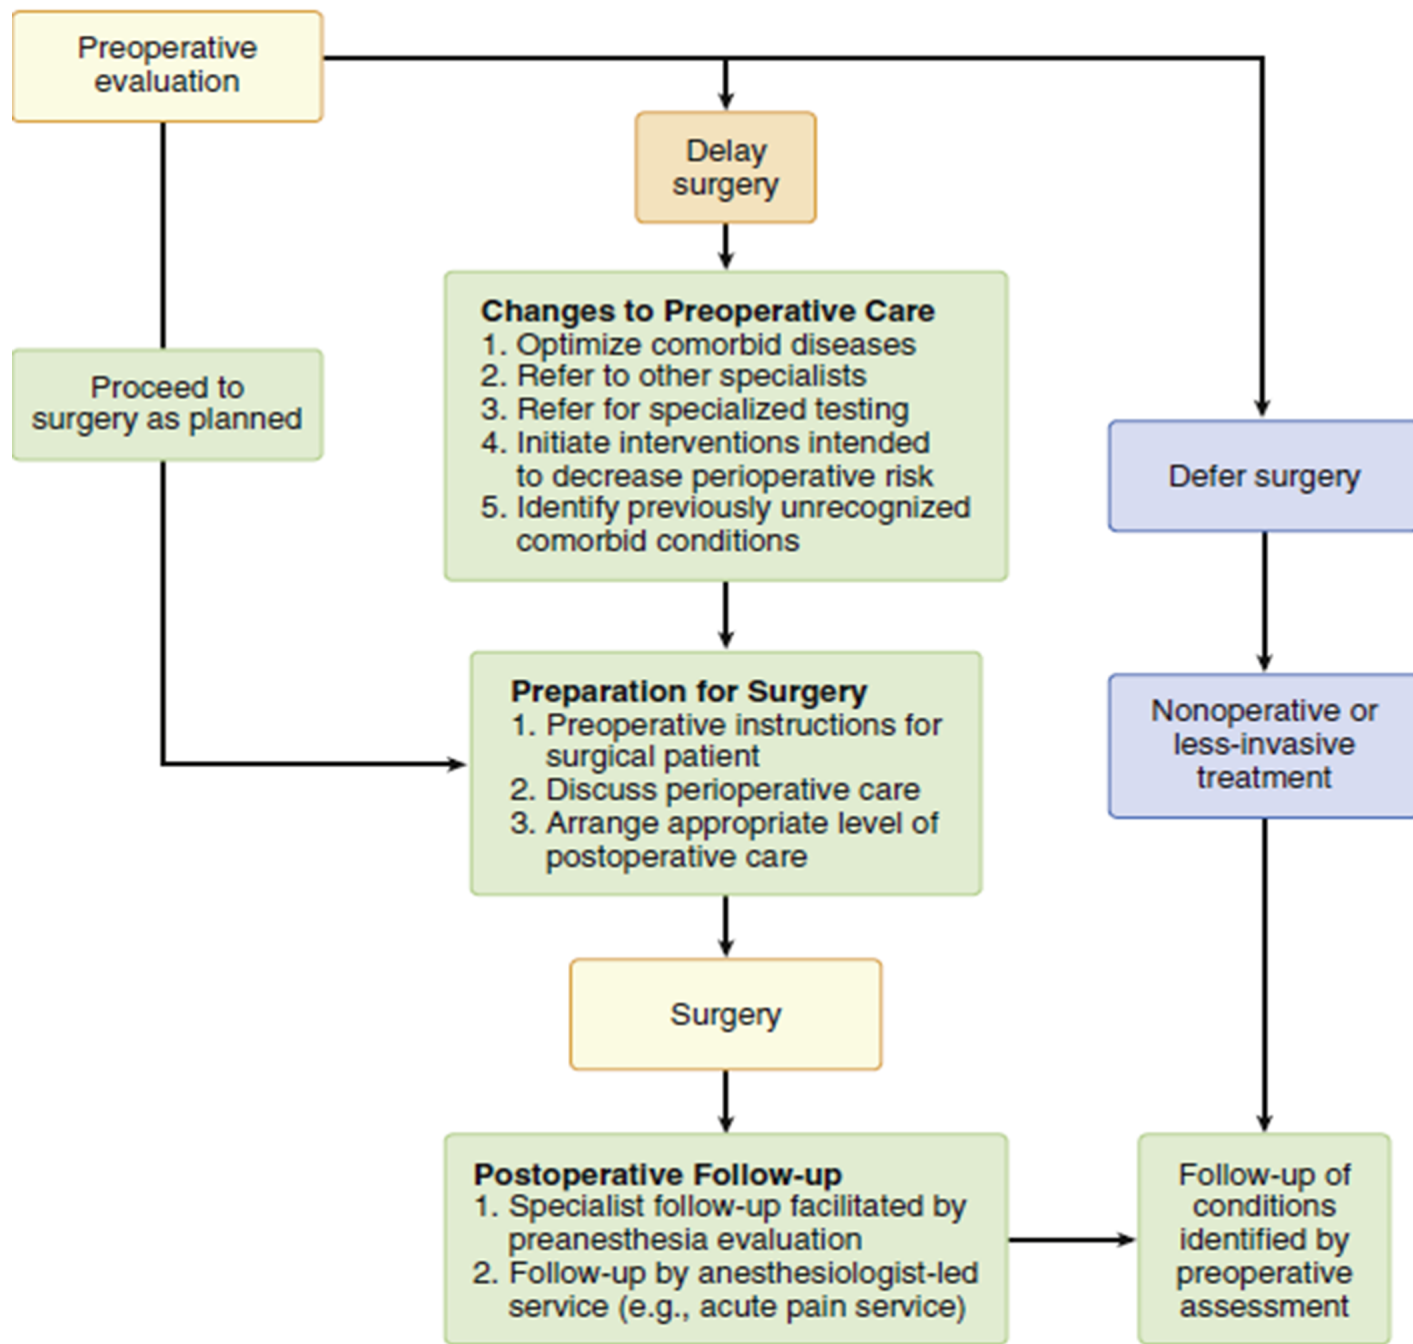 Preoperative
evaluation
Delay
surgery
Changes to Preoperative Care
1. Optimize comorbid diseases
2. Refer to other specialists
3. Refer for specialized testing
4. Initiate interventions intended
to decrease perioperative risk
5. Identify previously unrecognized
comorbid conditions
Proceed to
surgery as planned
Defer surgery
Preparation for Surgery
1. Preoperative instructions for
surgical patient
2. Discuss perioperative care
3. Arrange appropriate level of
postoperative care
Nonoperative or
less-invasive
treatment
Surgery
Postoperative Follow-up
1. Specialist follow-up facilitated by
preanesthesia evaluation
2. Follow-up by anesthesiologist-led
service (e.g., acute pain service)
Follow-up of
conditions
identified by
preoperative
assessment